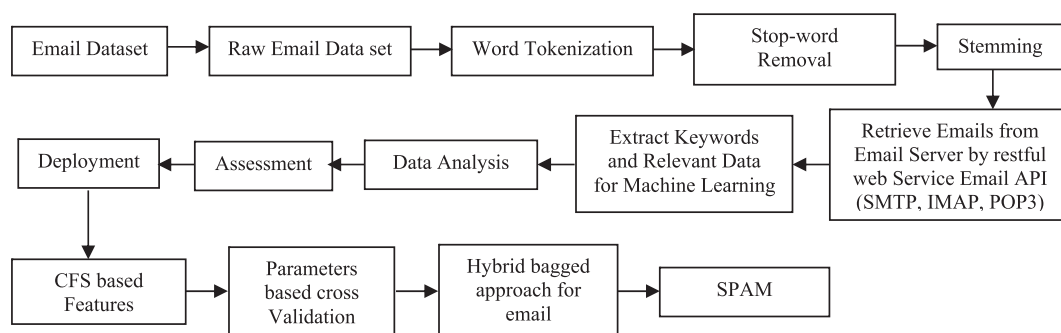 Email Dataset
Raw Email Data set
Word Tokenization
Stop-word
Removal
Stemming
Retrieve Emails from
Email Server by restful
web Service Email API
(SMTP, IMAP, POP3)
Extract Keywords
and Relevant Data
for Machine Learning
Data Analysis
Assessment
Deployment
CFS based
Features
Parameters
based cross
Validation
Hybrid bagged
approach for
email
SPAM